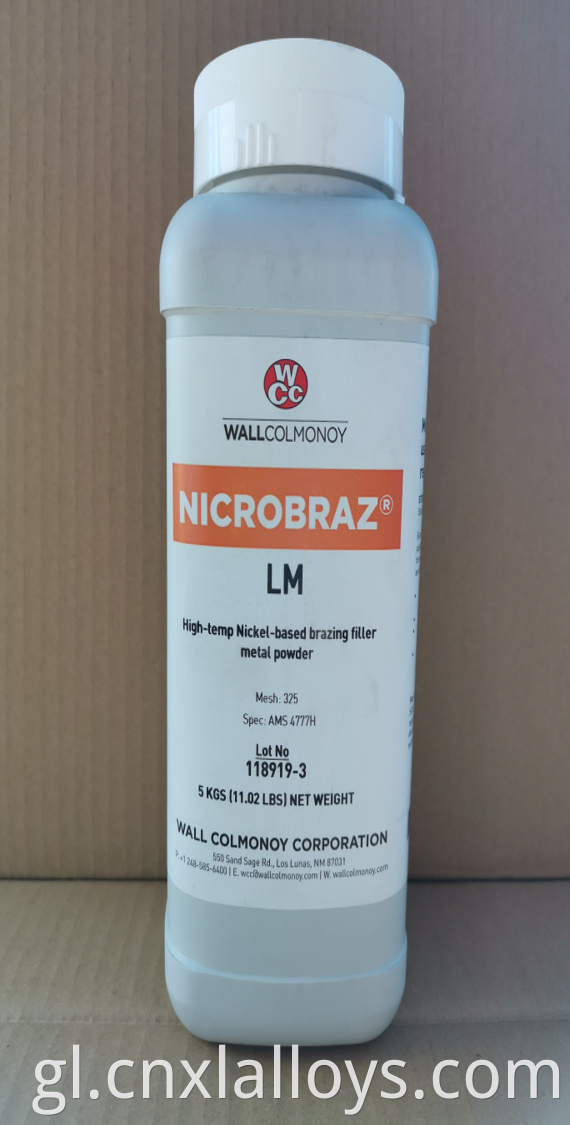 W
CC
WALLCOLMONOY
NICROBRAZ®
LM
High-temp Nickel-based brazing filler
metal powder
Mesh: 325
Spec: AMS 4777H
Lot No
118919-3
5 KGS (11.02 LBS) NET WEIGHT
WALL COLMONOY CORPORATION
550 Sand Sage Rd., Los Lunas, NM 87031
P. +1 248-585-6400 | E. wcc@wallcolmonoy.com | W. wallcolmonoy.com
gl.cnxlalloys.com